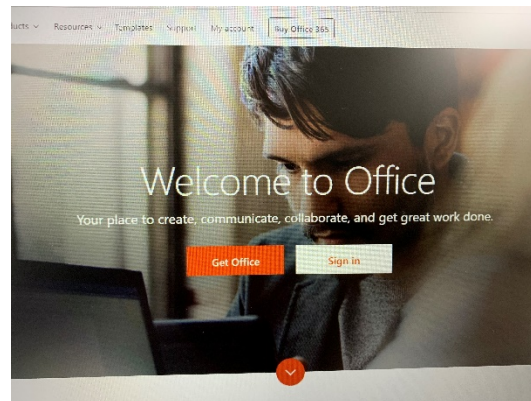 ducts Resources Templates Support My account Buy Office 365
Welcome to Office
Your place to create, communicate, collaborate, and get great work done.
Get Office Sign in